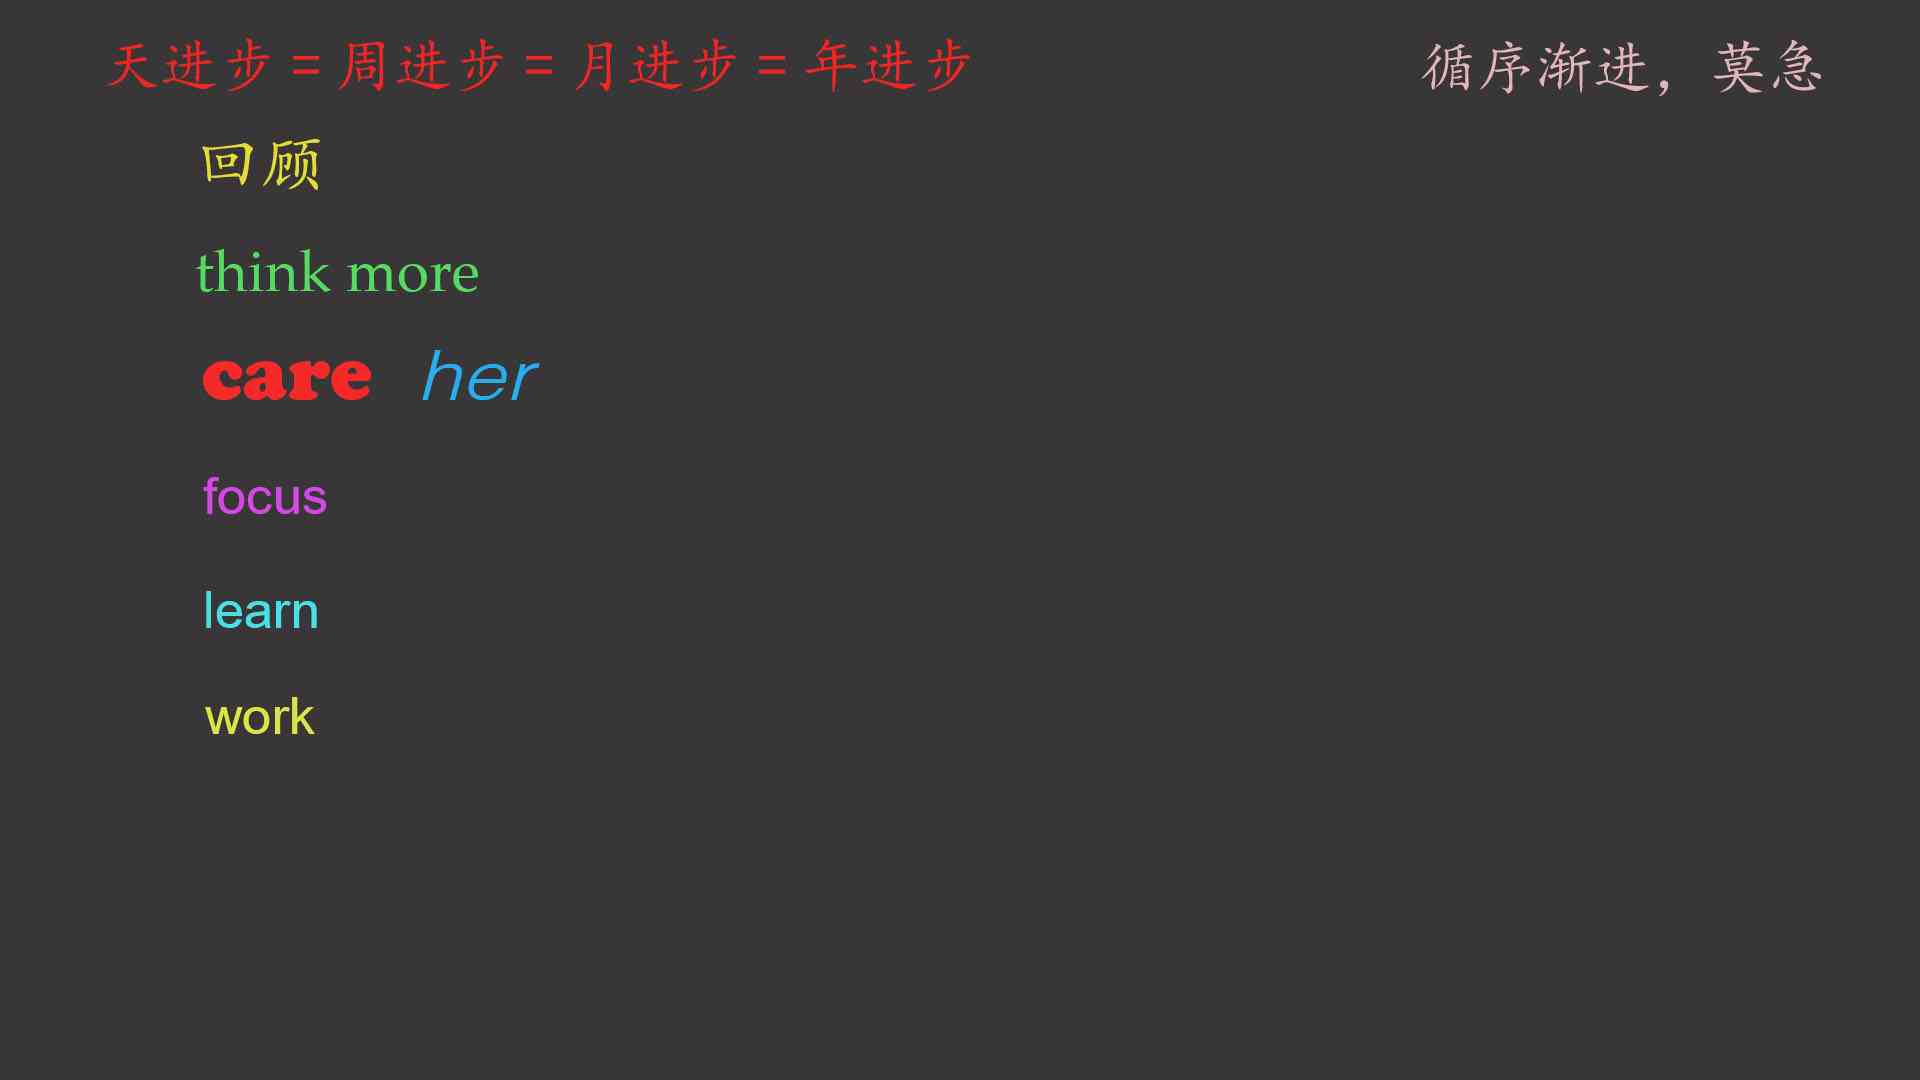 天进步 = 周进步 = 月进步 = 年进步
循序渐进，莫急
回顾
think more
care her
focus
learn
work